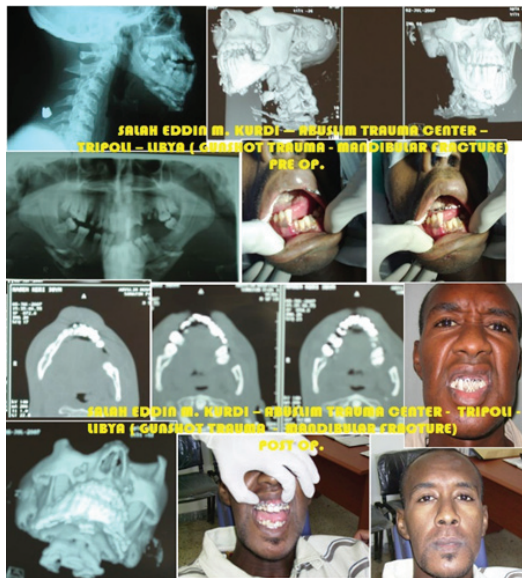 SALAH EDDIN M. KURDI – ABUSLIM TRAUMA CENTER –
TRIPOLI – LIBYA ( GUNSHOT TRAUMA - MANDIBULAR FRACTURE)
PRE OP.
SALAH EDDIN M. KURDI – ABUSLIM TRAUMA CENTER - TRIPOLI -
LIBYA ( GUNSHOT TRAUMA - MANDIBULAR FRACTURE)
POST OP.